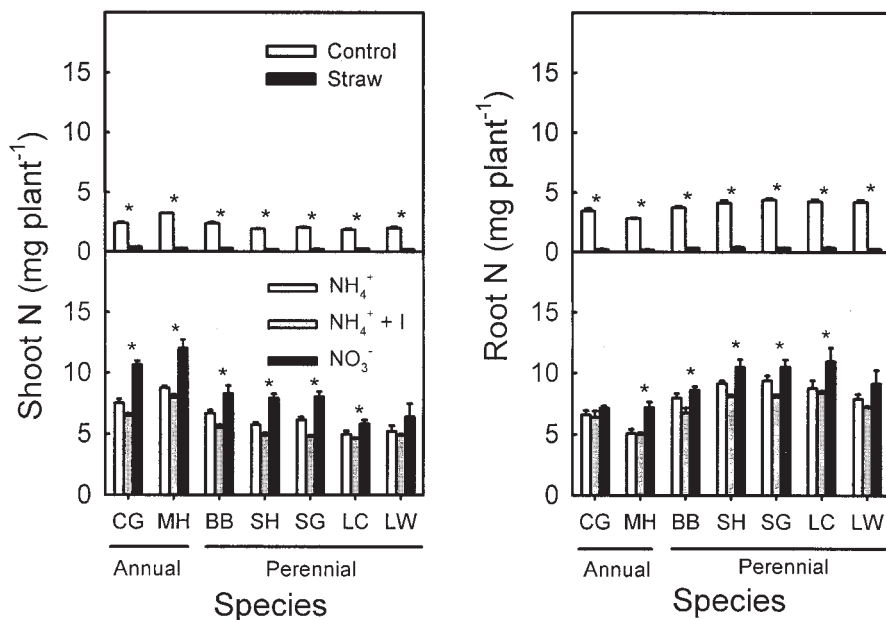 Shoot N (mg plant⁻¹)
15
10
5
0
Control
Straw
* * * * * * *
15
10
5
0
NH₄⁺
NH₄⁺ + I
NO₃⁻
* * * * * *
CG MH BB SH SG LC LW
Annual Perennial
Species
Root N (mg plant⁻¹)
15
10
5
0
* * * * * * *
15
10
5
0
* * * * *
CG MH BB SH SG LC LW
Annual Perennial
Species